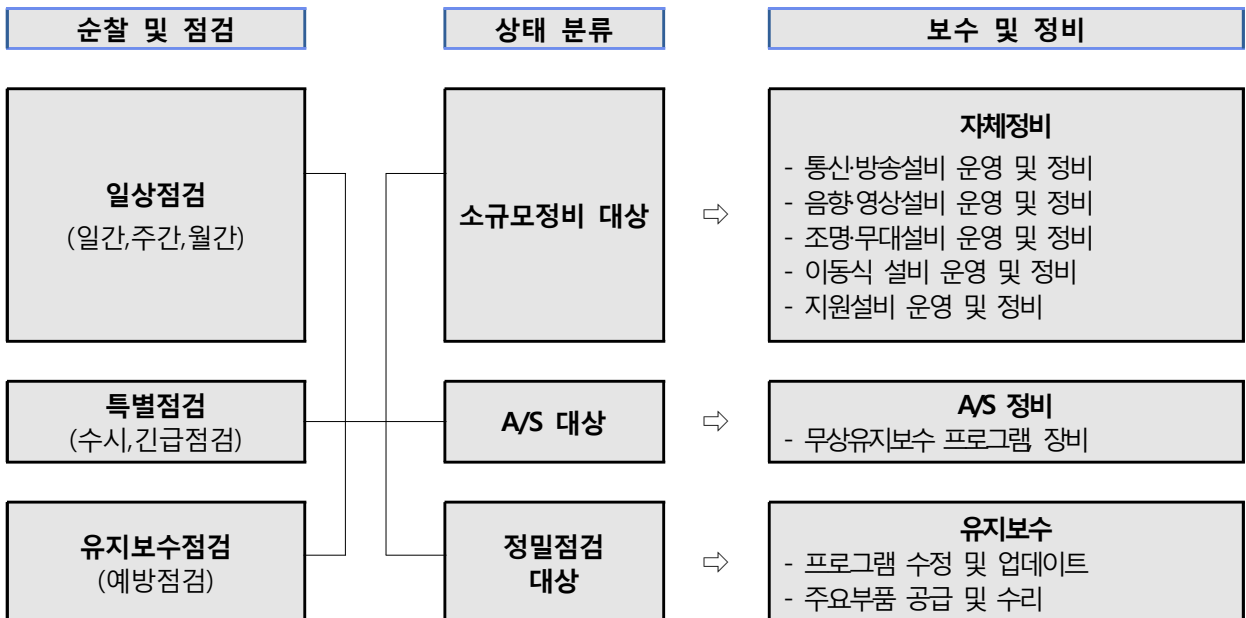 순찰 및 점검
상태 분류
보수 및 정비
일상점검
(일간,주간,월간)
소규모정비 대상
⇨
자체정비
- 통신·방송설비 운영 및 정비
- 음향·영상설비 운영 및 정비
- 조명·무대설비 운영 및 정비
- 이동식 설비 운영 및 정비
- 지원설비 운영 및 정비
특별점검
(수시,긴급점검)
A/S 대상
⇨
A/S 정비
- 무상유지보수 프로그램, 장비
유지보수점검
(예방점검)
정밀점검
대상
⇨
유지보수
- 프로그램 수정 및 업데이트
- 주요부품 공급 및 수리